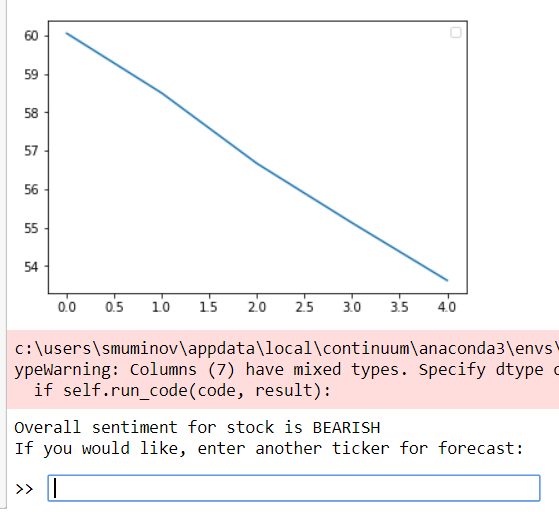 60
59
58
57
56
55
54
0.0 0.5 1.0 1.5 2.0 2.5 3.0 3.5 4.0
c:\users\smuminov\appdata\local\continuum\anaconda3\envs\
ypeWarning: Columns (7) have mixed types. Specify dtype
if self.run_code(code, result):
Overall sentiment for stock is BEARISH
If you would like, enter another ticker for forecast:
>>